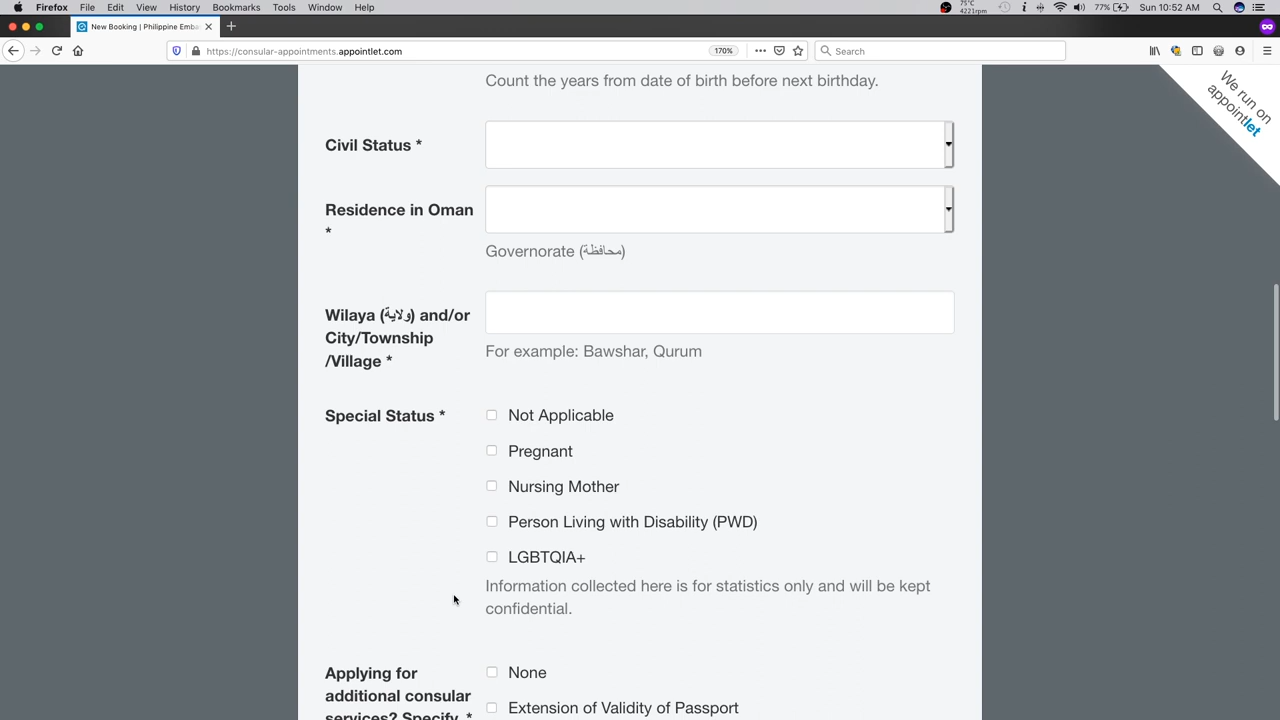 Firefox File Edit View History Bookmarks Tools Window Help 75°C 4221rpm 77% Sun 10:52 AM
New Booking | Philippine Emba
https://consular-appointments.appointlet.com 170% Search
We run on
appointlet
Count the years from date of birth before next birthday.
Civil Status *
Residence in Oman
*
Governorate (محافظة)
Wilaya (ولاية) and/or
City/Township
/Village *
For example: Bawshar, Qurum
Special Status *
Not Applicable
Pregnant
Nursing Mother
Person Living with Disability (PWD)
LGBTQIA+
Information collected here is for statistics only and will be kept
confidential.
Applying for
additional consular
services? Specify. *
None
Extension of Validity of Passport